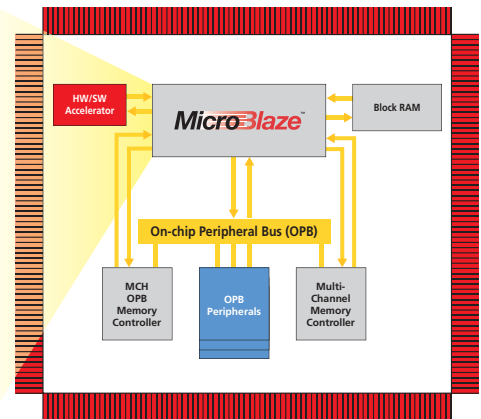 HW/SW
Accelerator
MicroBlaze™
Block RAM
On-chip Peripheral Bus (OPB)
MCH
OPB
Memory
Controller
OPB
Peripherals
Multi-
Channel
Memory
Controller